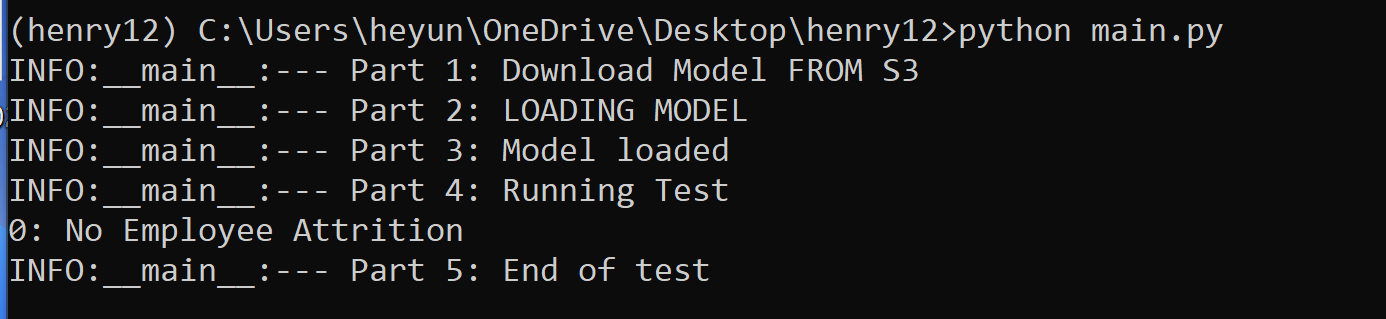 (henry12) C:\Users\heyun\OneDrive\Desktop\henry12>python main.py
INFO:__main__:--- Part 1: Download Model FROM S3
INFO:__main__:--- Part 2: LOADING MODEL
INFO:__main__:--- Part 3: Model loaded
INFO:__main__:--- Part 4: Running Test
0: No Employee Attrition
INFO:__main__:--- Part 5: End of test